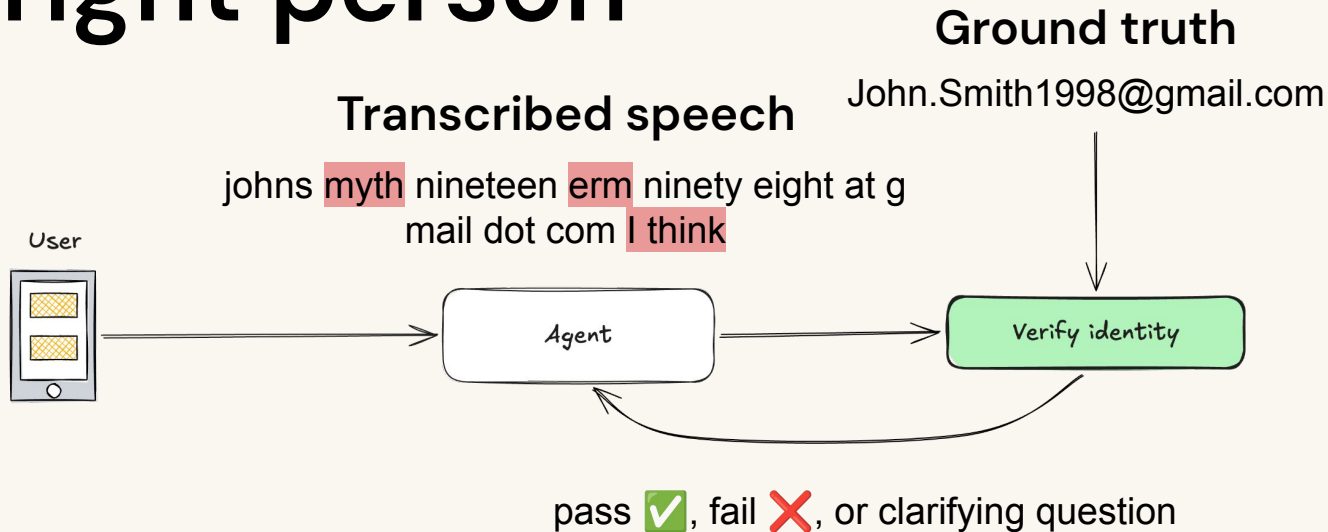 right person
Ground truth
John.Smith1998@gmail.com
Transcribed speech
johns myth nineteen erm ninety eight at g
mail dot com I think
User
Agent
Verify identity
pass ✅, fail ❌, or clarifying question